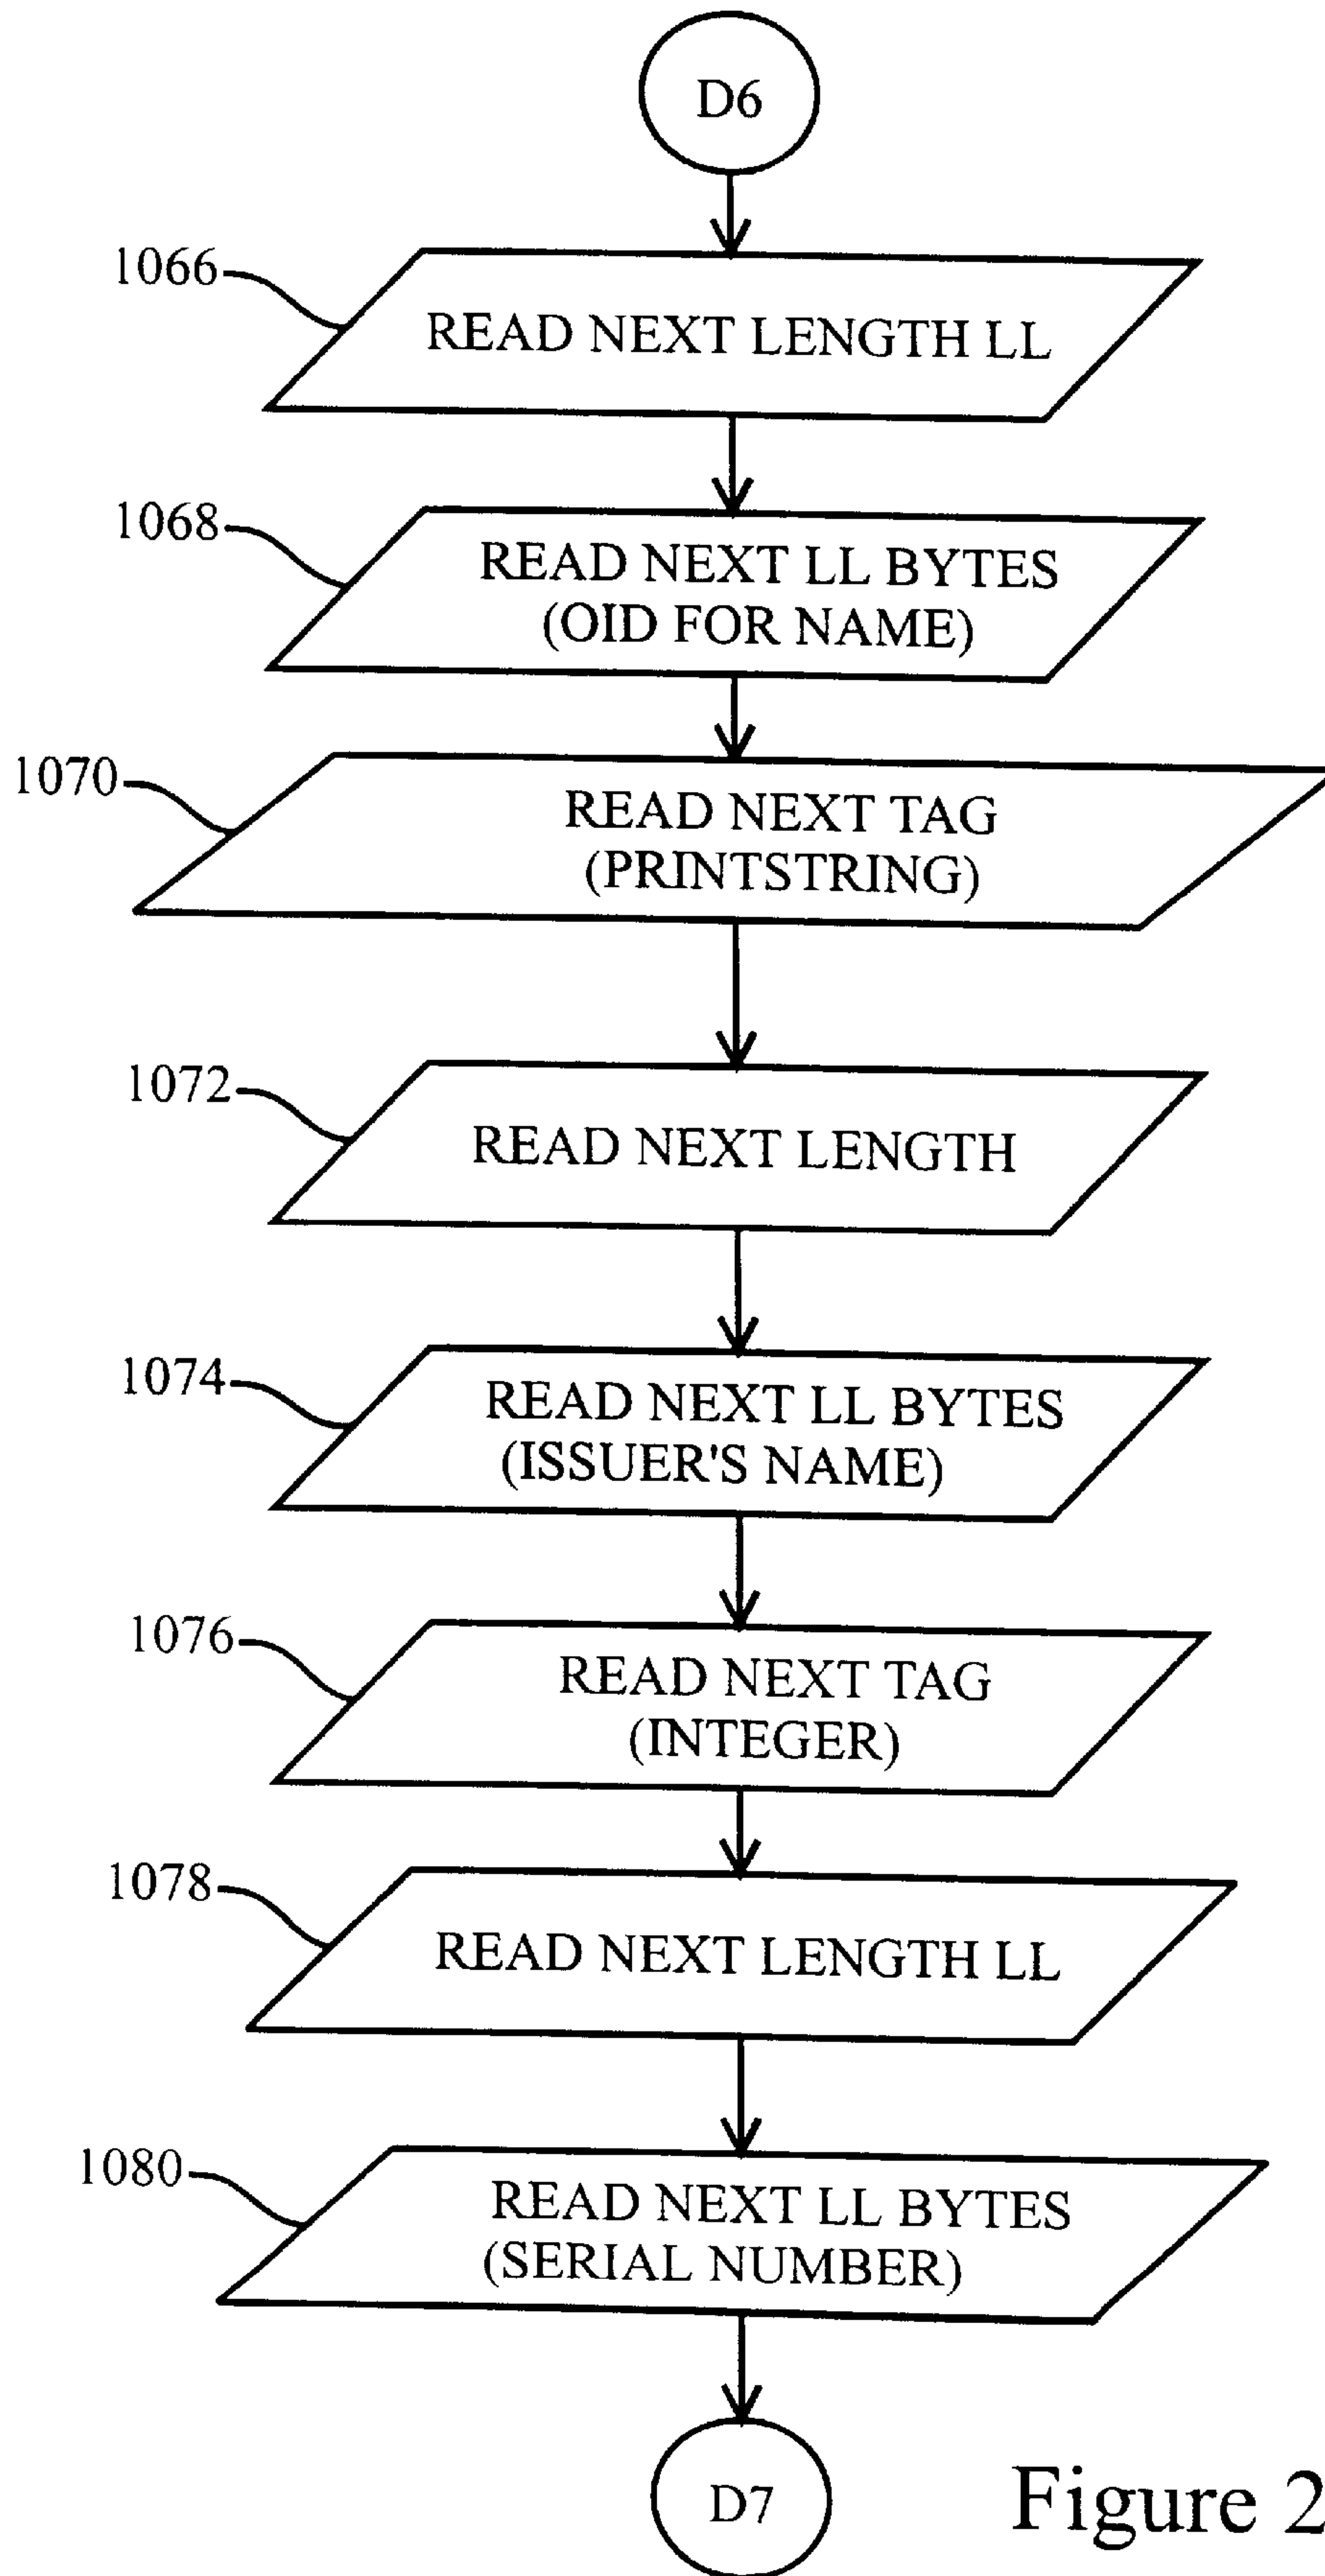 D6
1066
READ NEXT LENGTH LL
1068
READ NEXT LL BYTES
(OID FOR NAME)
1070
READ NEXT TAG
(PRINTSTRING)
1072
READ NEXT LENGTH
1074
READ NEXT LL BYTES
(ISSUER'S NAME)
1076
READ NEXT TAG
(INTEGER)
1078
READ NEXT LENGTH LL
1080
READ NEXT LL BYTES
(SERIAL NUMBER)
D7
Figure 2